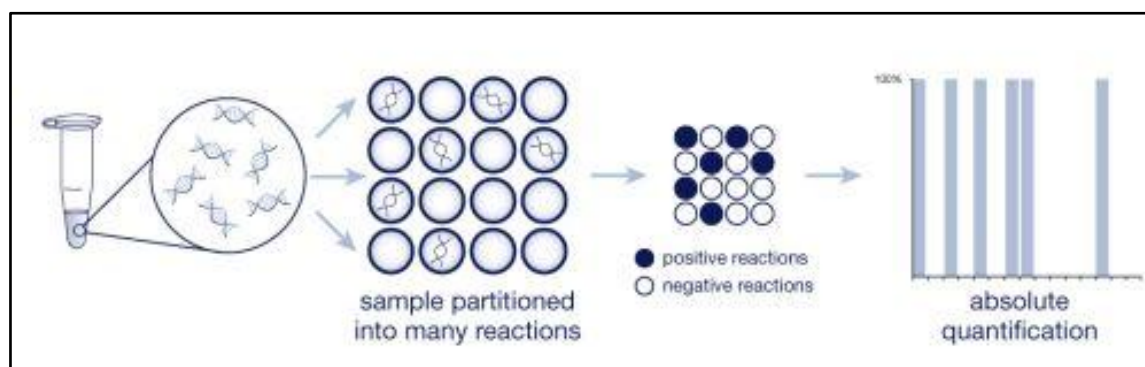 sample partitioned
into many reactions
positive reactions
negative reactions
100%
absolute
quantification